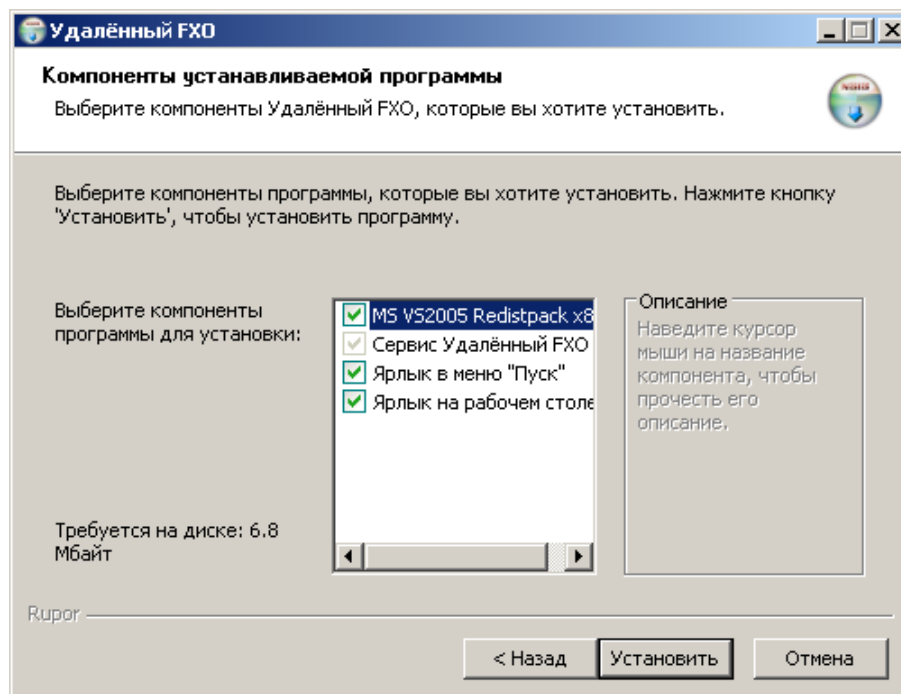 Удалённый FXO
Компоненты устанавливаемой программы
Выберите компоненты Удалённый FXO, которые вы хотите установить.
Выберите компоненты программы, которые вы хотите установить. Нажмите кнопку
'Установить', чтобы установить программу.
Выберите компоненты
программы для установки:
MS VS2005 Redistpack x8
Сервис Удалённый FXO
Ярлык в меню "Пуск"
Ярлык на рабочем столе
Описание
Наведите курсор
мыши на название
компонента, чтобы
прочесть его
описание.
Требуется на диске: 6.8
Мбайт
Rupor
< Назад
Установить
Отмена